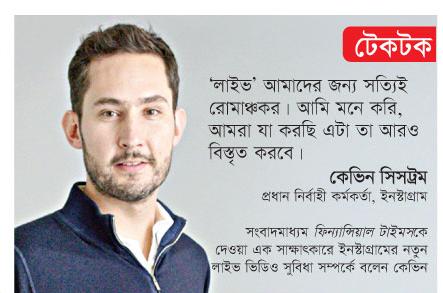 টেকটক
‘লাইভ’ আমাদের জন্য সত্যিই
রোমাঞ্চকর। আমি মনে করি,
আমরা যা করছি এটা তা আরও
বিস্তৃত করবে।
কেভিন সিসট্রম
প্রধান নির্বাহী কর্মকর্তা, ইনস্টাগ্রাম
সংবাদমাধ্যম ফিন্যান্সিয়াল টাইমসকে
দেওয়া এক সাক্ষাৎকারে ইনস্টাগ্রামের নতুন
লাইভ ভিডিও সুবিধা সম্পর্কে বলেন কেভিন